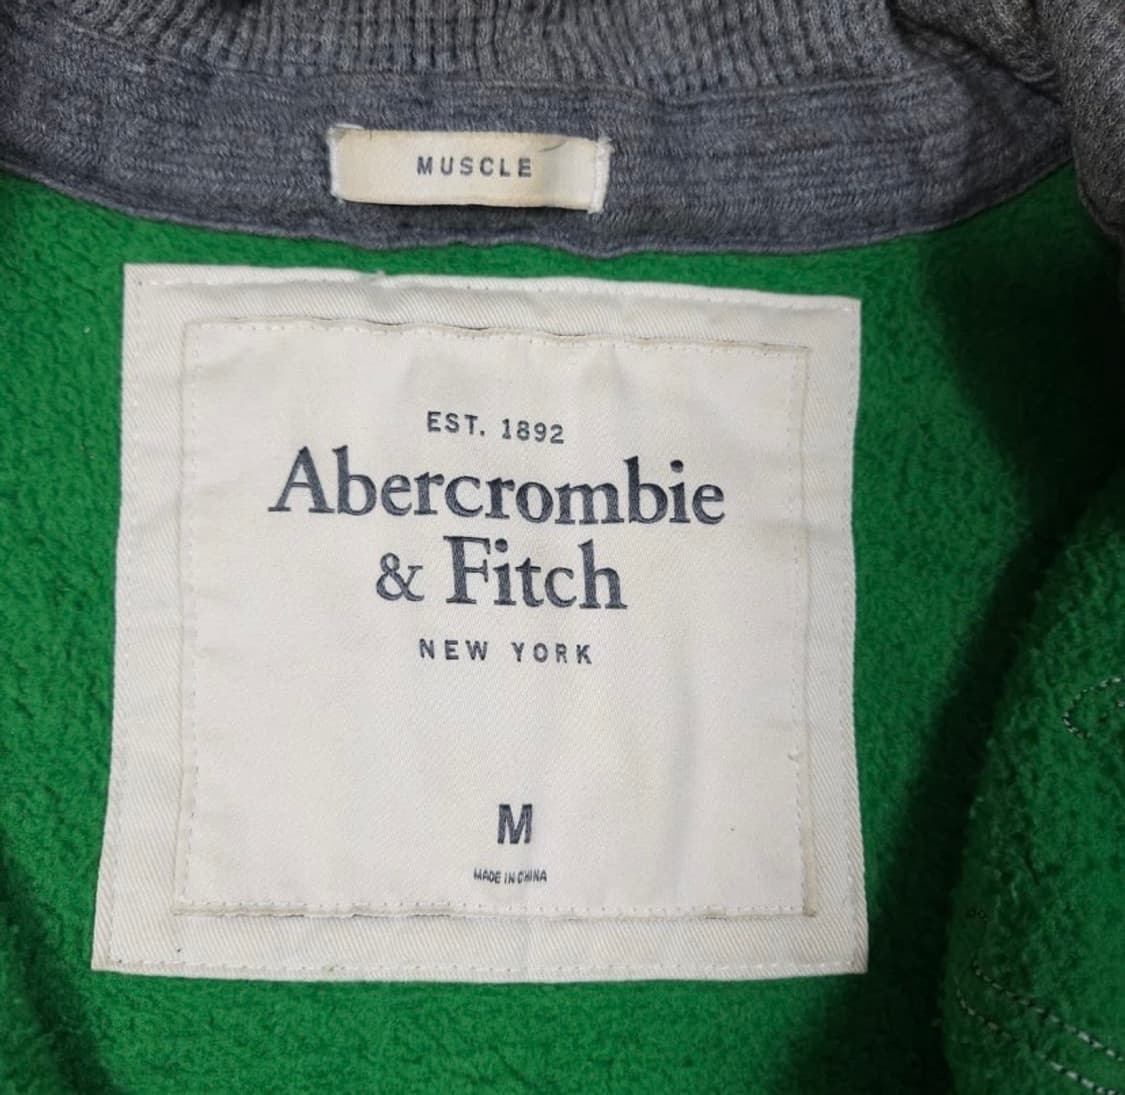 MUSCLE
EST. 1892
Abercrombie
& Fitch
NEW YORK
M
MADE IN CHINA